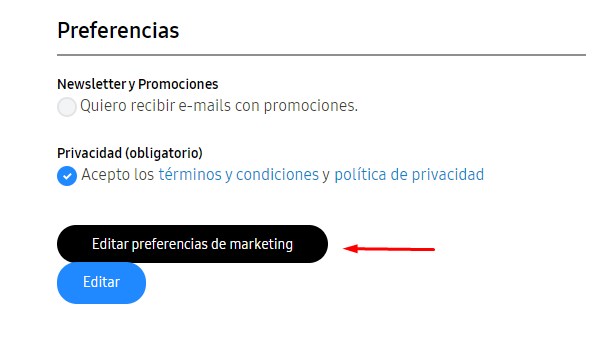 Preferencias
Newsletter y Promociones
Quiero recibir e-mails con promociones.
Privacidad (obligatorio)
Acepto los términos y condiciones y política de privacidad
Editar preferencias de marketing
Editar